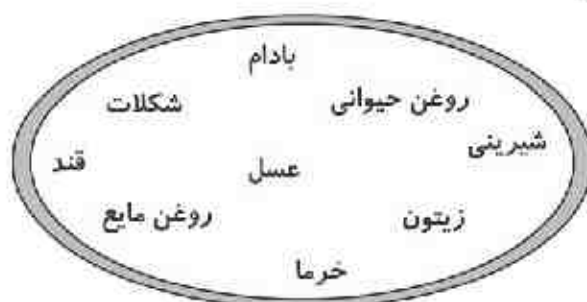 بادام
روغن حیوانی
شکلات
شیرینی
عسل
قند
زیتون
روغن مایع
خرما